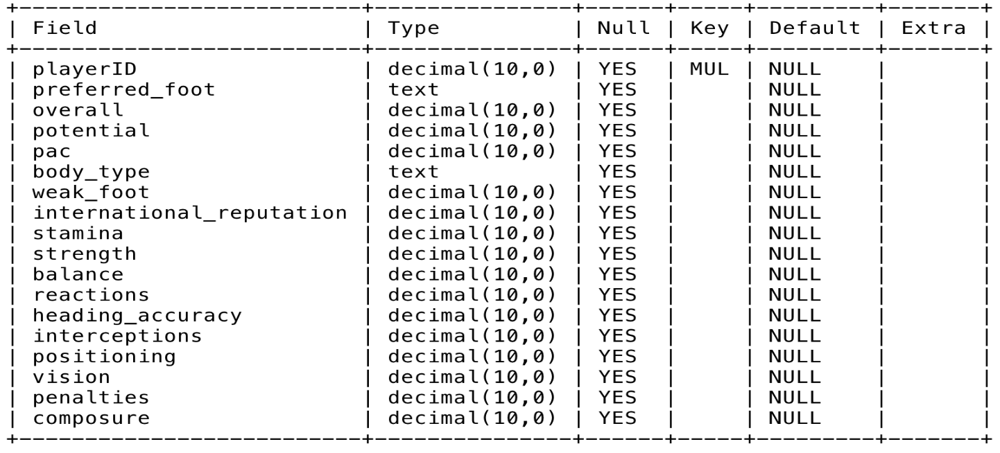 +--------------------------+---------------+------+-----+---------+-------+
| Field                    | Type          | Null | Key | Default | Extra |
+--------------------------+---------------+------+-----+---------+-------+
| playerID                 | decimal(10,0) | YES  | MUL | NULL    |       |
| preferred_foot           | text          | YES  |     | NULL    |       |
| overall                  | decimal(10,0) | YES  |     | NULL    |       |
| potential                | decimal(10,0) | YES  |     | NULL    |       |
| pac                      | decimal(10,0) | YES  |     | NULL    |       |
| body_type                | text          | YES  |     | NULL    |       |
| weak_foot                | decimal(10,0) | YES  |     | NULL    |       |
| international_reputation | decimal(10,0) | YES  |     | NULL    |       |
| stamina                  | decimal(10,0) | YES  |     | NULL    |       |
| strength                 | decimal(10,0) | YES  |     | NULL    |       |
| balance                  | decimal(10,0) | YES  |     | NULL    |       |
| reactions                | decimal(10,0) | YES  |     | NULL    |       |
| heading_accuracy         | decimal(10,0) | YES  |     | NULL    |       |
| interceptions            | decimal(10,0) | YES  |     | NULL    |       |
| positioning              | decimal(10,0) | YES  |     | NULL    |       |
| vision                   | decimal(10,0) | YES  |     | NULL    |       |
| penalties                | decimal(10,0) | YES  |     | NULL    |       |
| composure                | decimal(10,0) | YES  |     | NULL    |       |
+--------------------------+---------------+------+-----+---------+-------+